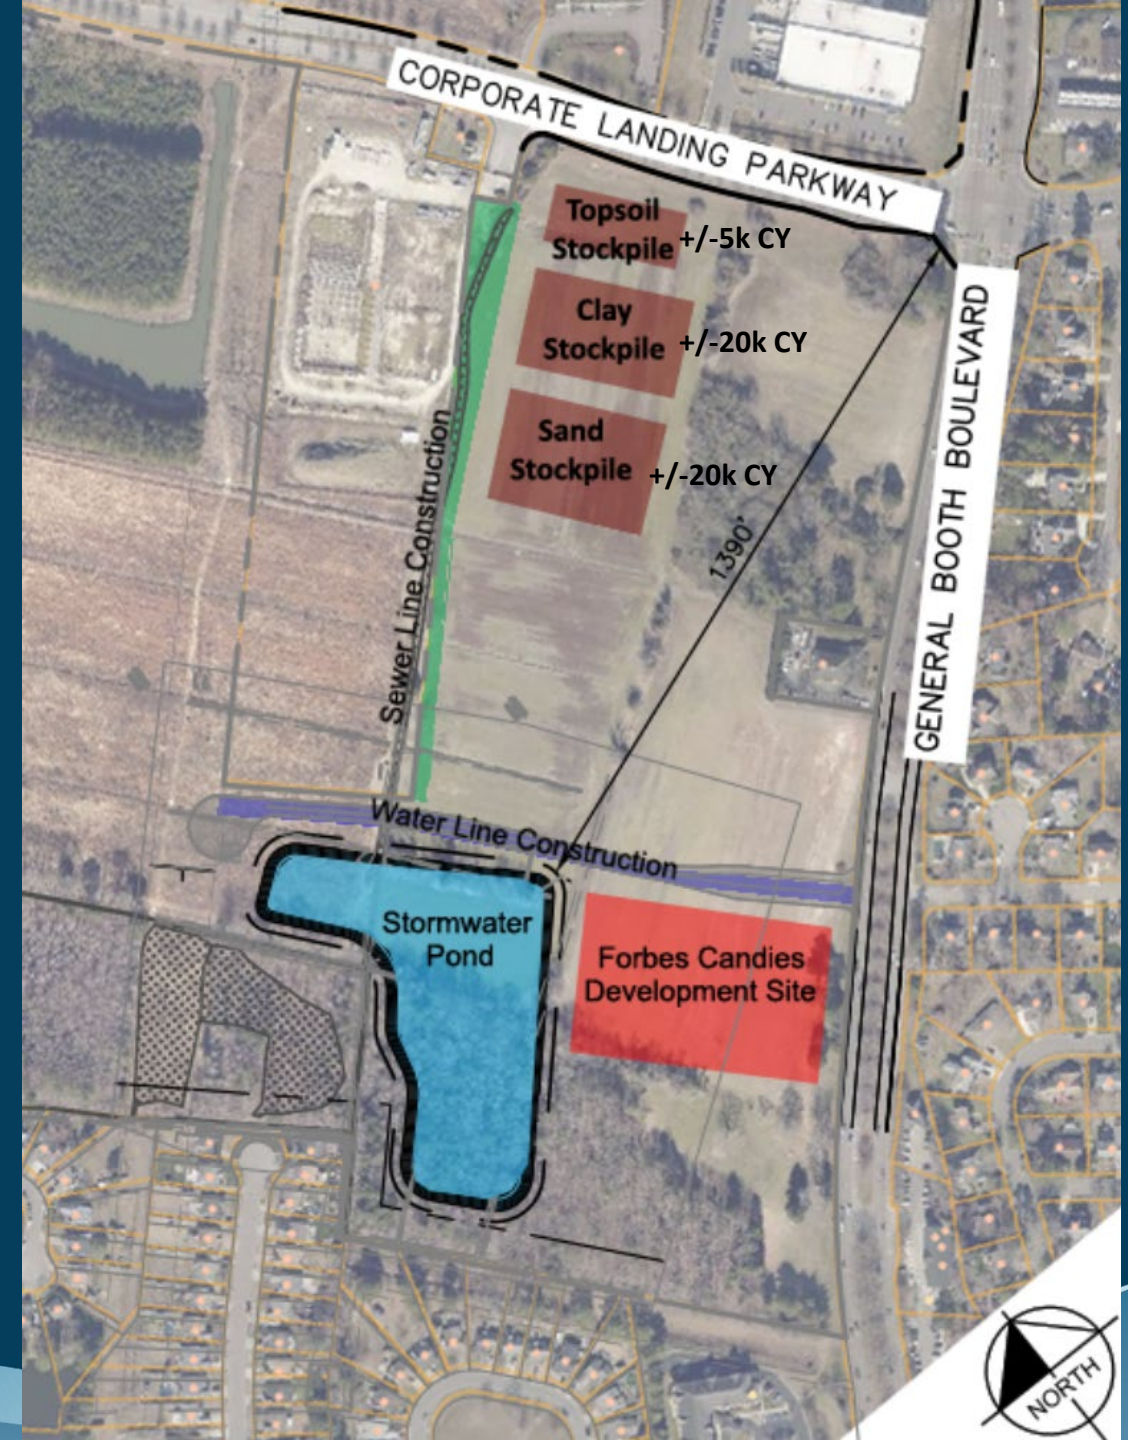 CORPORATE LANDING PARKWAY
Topsoil
Stockpile
+/-5k CY
Clay
Stockpile
+/-20k CY
Sand
Stockpile
+/-20k CY
Sewer Line Construction
1390'
GENERAL BOOTH BOULEVARD
Water Line Construction
Stormwater
Pond
Forbes Candies
Development Site
NORTH